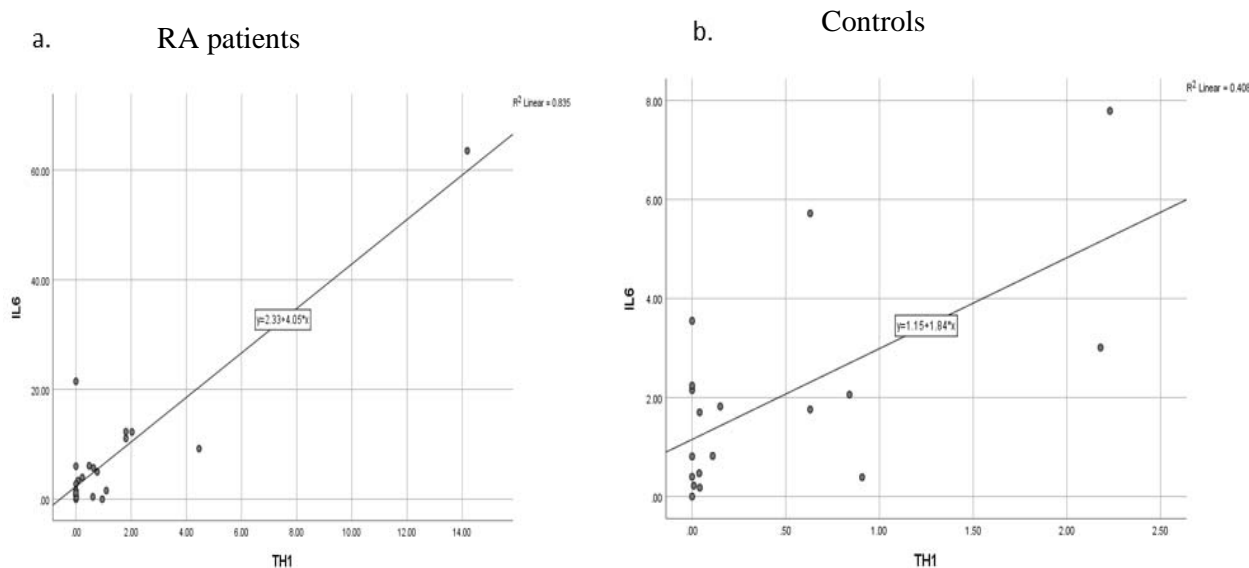 a.
RA patients
R² Linear = 0.835
60.00
40.00
20.00
.00
IL6
y=2.33+4.05*x
.00 2.00 4.00 6.00 8.00 10.00 12.00 14.00
TH1
b.
Controls
R² Linear = 0.408
8.00
6.00
4.00
2.00
.00
IL6
y=1.15+1.84*x
.00 .50 1.00 1.50 2.00 2.50
TH1